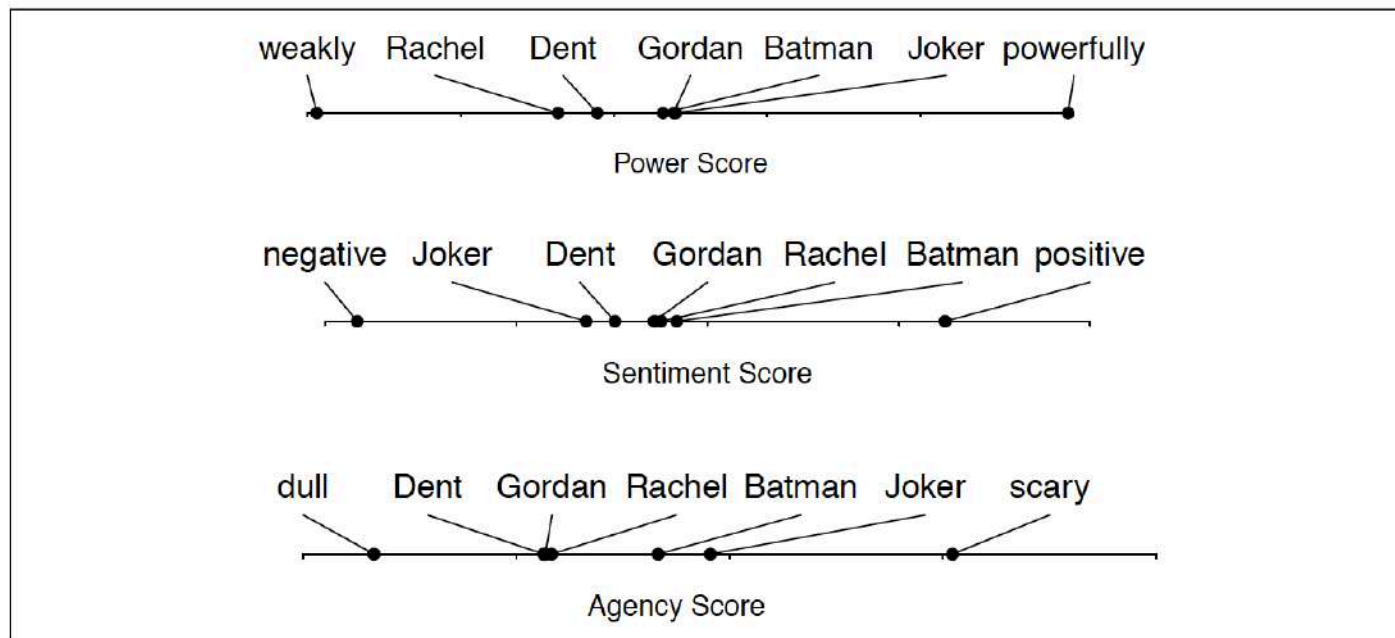 weakly Rachel Dent Gordan Batman Joker powerfully
Power Score
negative Joker Dent Gordan Rachel Batman positive
Sentiment Score
dull Dent Gordan Rachel Batman Joker scary
Agency Score